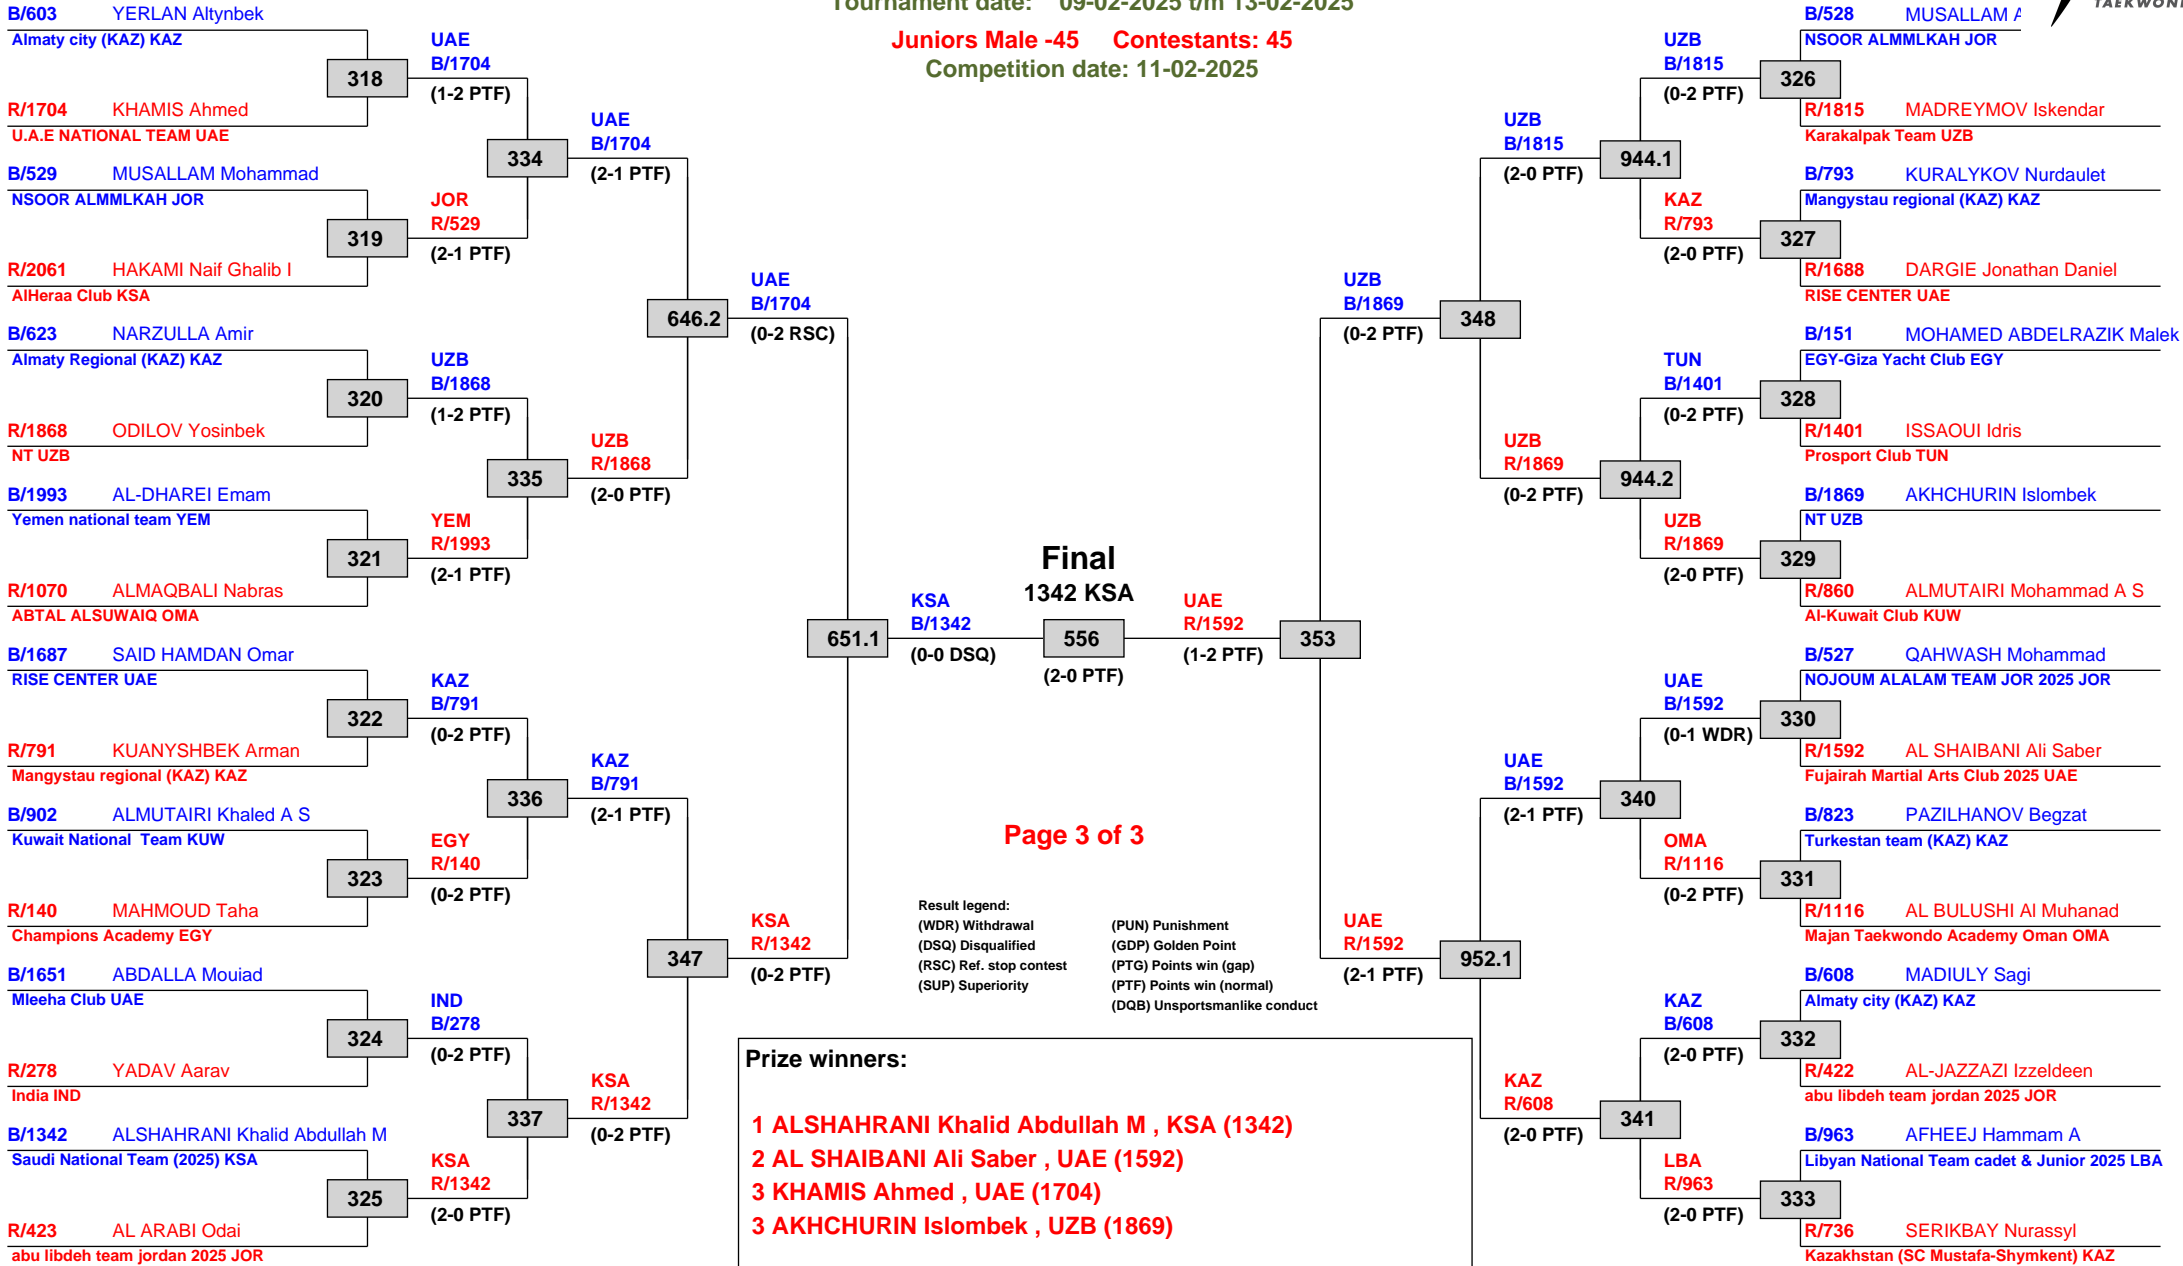 Tournament date: 09-02-2025 t/m 13-02-2025
Juniors Male -45 Contestants: 45
Competition date: 11-02-2025
B/603 YERLAN Altynbek
Almaty city (KAZ) KAZ
318
R/1704 KHAMIS Ahmed
U.A.E NATIONAL TEAM UAE
B/529 MUSALLAM Mohammad
NSOOR ALMMLKAH JOR
319
R/2061 HAKAMI Naif Ghalib I
AlHeraa Club KSA
B/623 NARZULLA Amir
Almaty Regional (KAZ) KAZ
320
R/1868 ODILOV Yosinbek
NT UZB
B/1993 AL-DHAREI Emam
Yemen national team YEM
321
R/1070 ALMAQBALI Nabras
ABTAL ALSUWAIQ OMA
B/1687 SAID HAMDAN Omar
RISE CENTER UAE
322
R/791 KUANYSHBEK Arman
Mangystau regional (KAZ) KAZ
B/902 ALMUTAIRI Khaled A S
Kuwait National Team KUW
323
R/140 MAHMOUD Taha
Champions Academy EGY
B/1651 ABDALLA Mouiad
Mleeha Club UAE
324
R/278 YADAV Aarav
India IND
B/1342 ALSHAHRANI Khalid Abdullah M
Saudi National Team (2025) KSA
325
R/423 AL ARABI Odai
abu libdeh team jordan 2025 JOR
UAE
B/1704
(1-2 PTF)
334
JOR
R/529
(2-1 PTF)
UZB
B/1868
(1-2 PTF)
335
YEM
R/1993
(2-1 PTF)
KAZ
B/791
(0-2 PTF)
336
EGY
R/140
(0-2 PTF)
IND
B/278
(0-2 PTF)
337
KSA
R/1342
(2-0 PTF)
UAE
B/1704
(2-1 PTF)
646.2
UZB
R/1868
(2-0 PTF)
KAZ
B/791
(2-1 PTF)
347
KSA
R/1342
(0-2 PTF)
UAE
B/1704
(0-2 RSC)
651.1
KSA
R/1342
(0-2 PTF)
KSA
B/1342
(0-0 DSQ)
Final
1342 KSA
556
(2-0 PTF)
UAE
R/1592
(1-2 PTF)
353
UZB
B/1869
(0-2 PTF)
348
UAE
R/1592
(2-1 PTF)
952.1
UZB
B/1815
(2-0 PTF)
944.1
UZB
R/1869
(0-2 PTF)
944.2
UAE
B/1592
(2-1 PTF)
340
KAZ
R/608
(2-0 PTF)
341
UZB
B/1815
(0-2 PTF)
326
KAZ
R/793
(2-0 PTF)
327
TUN
B/1401
(0-2 PTF)
328
UZB
R/1869
(2-0 PTF)
329
UAE
B/1592
(0-1 WDR)
330
OMA
R/1116
(0-2 PTF)
331
KAZ
B/608
(2-0 PTF)
332
LBA
R/963
(2-0 PTF)
333
B/528 MUSALLAM
NSOOR ALMMLKAH JOR
R/1815 MADREYMOV Iskendar
Karakalpak Team UZB
B/793 KURALYKOV Nurdaulet
Mangystau regional (KAZ) KAZ
R/1688 DARGIE Jonathan Daniel
RISE CENTER UAE
B/151 MOHAMED ABDELRAZIK Malek
EGY-Giza Yacht Club EGY
R/1401 ISSAOUI Idris
Prosport Club TUN
B/1869 AKHCHURIN Islombek
NT UZB
R/860 ALMUTAIRI Mohammad A S
Al-Kuwait Club KUW
B/527 QAHWASH Mohammad
NOJOUM ALALAM TEAM JOR 2025 JOR
R/1592 AL SHAIBANI Ali Saber
Fujairah Martial Arts Club 2025 UAE
B/823 PAZILHANOV Begzat
Turkestan team (KAZ) KAZ
R/1116 AL BULUSHI Al Muhanad
Majan Taekwondo Academy Oman OMA
B/608 MADIULY Sagi
Almaty city (KAZ) KAZ
R/422 AL-JAZZAZI Izzeldeen
abu libdeh team jordan 2025 JOR
B/963 AFHEEJ Hammam A
Libyan National Team cadet & Junior 2025 LBA
R/736 SERIKBAY Nurassyl
Kazakhstan (SC Mustafa-Shymkent) KAZ
Page 3 of 3
Result legend:
(WDR) Withdrawal
(DSQ) Disqualified
(RSC) Ref. stop contest
(SUP) Superiority
(PUN) Punishment
(GDP) Golden Point
(PTG) Points win (gap)
(PTF) Points win (normal)
(DQB) Unsportsmanlike conduct
Prize winners:
1 ALSHAHRANI Khalid Abdullah M , KSA (1342)
2 AL SHAIBANI Ali Saber , UAE (1592)
3 KHAMIS Ahmed , UAE (1704)
3 AKHCHURIN Islombek , UZB (1869)